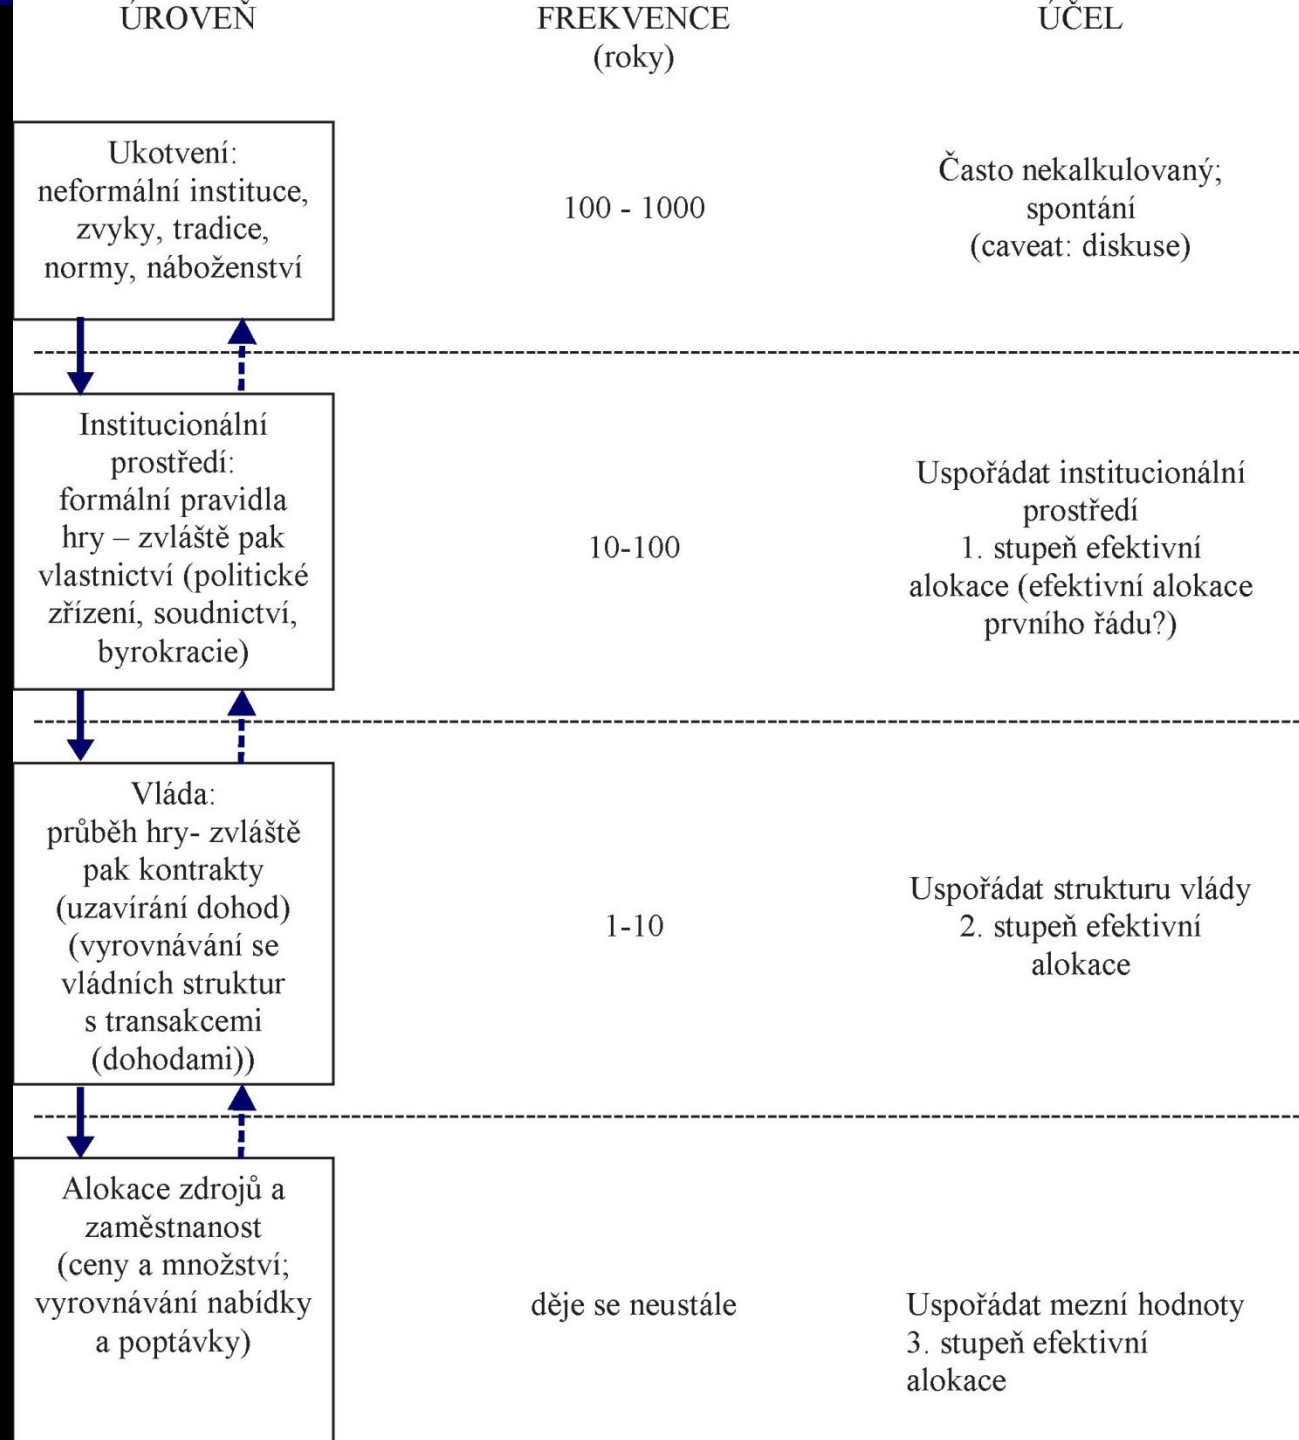 ÚROVEŇ
FREKVENCE
(roky)
ÚČEL
Ukotvení:
neformální instituce,
zvyky, tradice,
normy, náboženství
100 - 1000
Často nekalkulovaný;
spontání
(caveat: diskuse)
Institucionální
prostředí:
formální pravidla
hry – zvláště pak
vlastnictví (politické
zřízení, soudnictví,
byrokracie)
10-100
Uspořádat institucionální
prostředí
1. stupeň efektivní
alokace (efektivní alokace
prvního řádu?)
Vláda:
průběh hry- zvláště
pak kontrakty
(uzavírání dohod)
(vyrovnávání se
vládních struktur
s transakcemi
(dohodami))
1-10
Uspořádat strukturu vlády
2. stupeň efektivní
alokace
Alokace zdrojů a
zaměstnanost
(ceny a množství;
vyrovnávání nabídky
a poptávky)
děje se neustále
Uspořádat mezní hodnoty
3. stupeň efektivní
alokace